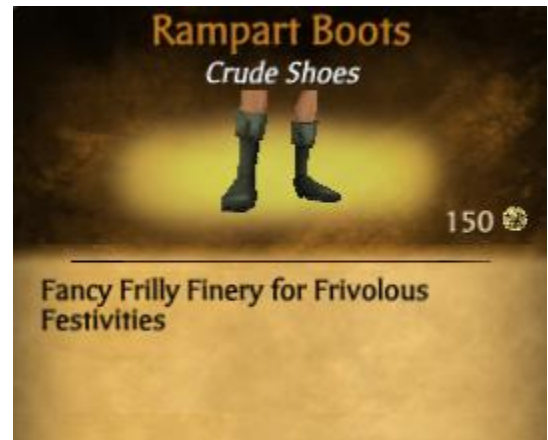 Rampart Boots
Crude Shoes
150
Fancy Frilly Finery for Frivolous
Festivities